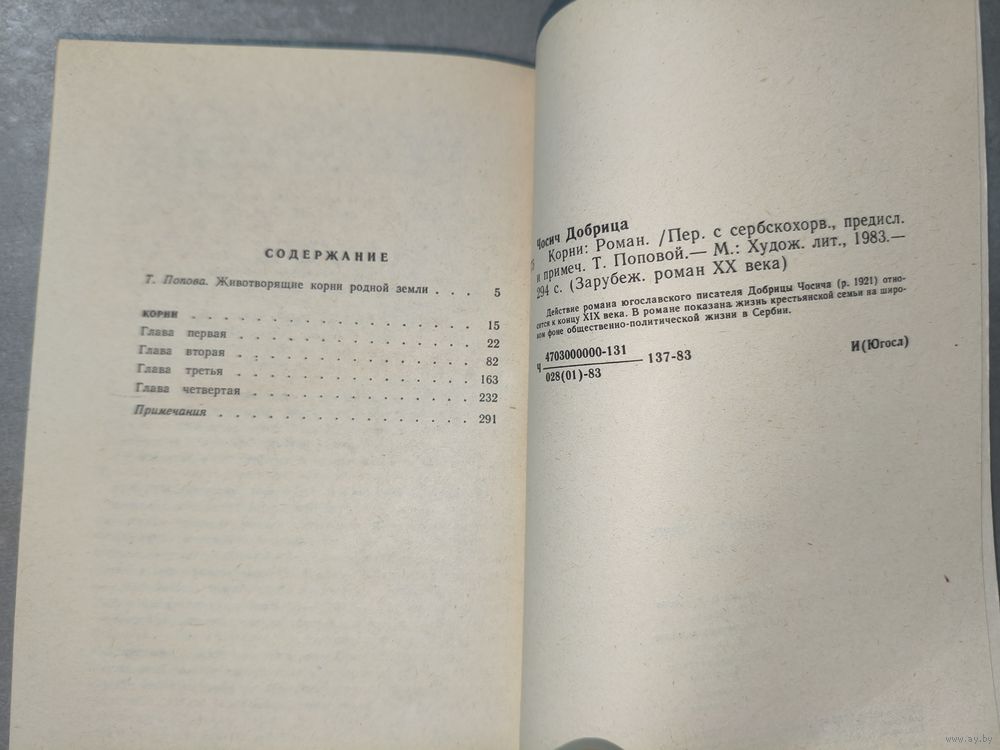 СОДЕРЖАНИЕ
Т. Попова. Животворящие корни родной земли . . . 5
КОРНИ . . . . . . . . . . . . . . . . 15
Глава первая . . . . . . . . . . . . . 22
Глава вторая . . . . . . . . . . . . . 82
Глава третья . . . . . . . . . . . . . 163
Глава четвертая . . . . . . . . . . . . 232
Примечания . . . . . . . . . . . . . . 291
Чосич Добрица
Корни: Роман. /Пер. с сербскохорв., предисл.
и примеч. Т. Поповой.— М.: Худож. лит., 1983.—
294 с. (Зарубеж. роман XX века)
Действие романа югославского писателя Добрицы Чосича (р. 1921) отно-
сится к концу XIX века. В романе показана жизнь крестьянской семьи на широ-
ком фоне общественно-политической жизни в Сербии.
Ч 4703000000-131 137-83
028(01)-83
И(Югосл)
www.ay.by